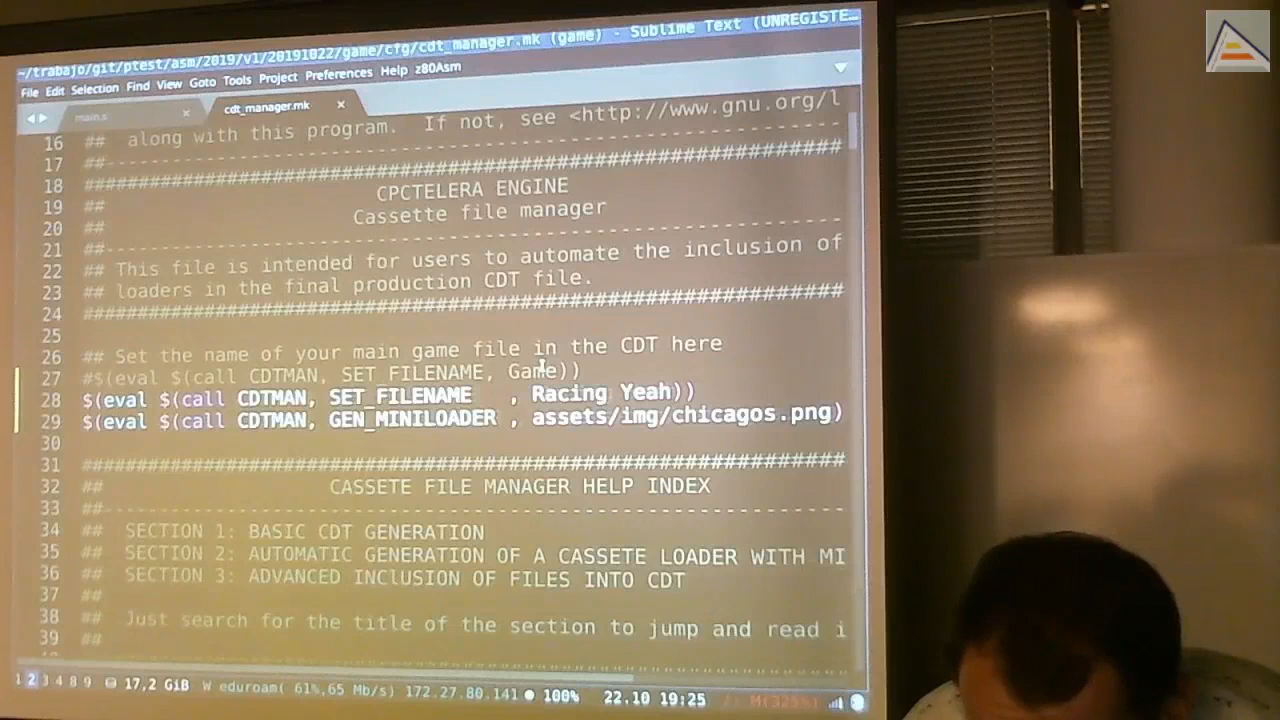 ~/trabajo/git/ptest/asm/2019/v1/20191022/game/cfg/cdt_manager.mk (game) - Sublime Text (UNREGISTE…
File Edit Selection Find View Goto Tools Project Preferences Help z80Asm
main.s × cdt_manager.mk ×
16 ## along with this program. If not, see <http://www.gnu.org/l
17 ##------------------------------------------------------------------------
18 ##########################################################################
19 ## CPCTELERA ENGINE
20 ## Cassette file manager
21 ##------------------------------------------------------------------------
22 ## This file is intended for users to automate the inclusion of
23 ## loaders in the final production CDT file.
24 ##########################################################################
25
26 ## Set the name of your main game file in the CDT here
27 #$(eval $(call CDTMAN, SET_FILENAME, Game))
28 $(eval $(call CDTMAN, SET_FILENAME , Racing Yeah))
29 $(eval $(call CDTMAN, GEN_MINILOADER , assets/img/chicagos.png)
30
31 ##########################################################################
32 ## CASSETE FILE MANAGER HELP INDEX
33 ##------------------------------------------------------------------------
34 ## SECTION 1: BASIC CDT GENERATION
35 ## SECTION 2: AUTOMATIC GENERATION OF A CASSETE LOADER WITH MI
36 ## SECTION 3: ADVANCED INCLUSION OF FILES INTO CDT
37 ##
38 ## Just search for the title of the section to jump and read i
39 ##
1 2 3 4 8 9 17,2 GiB W eduroam( 61%,65 Mb/s) 172.27.80.141 100% 22.10 19:25 M(325%)